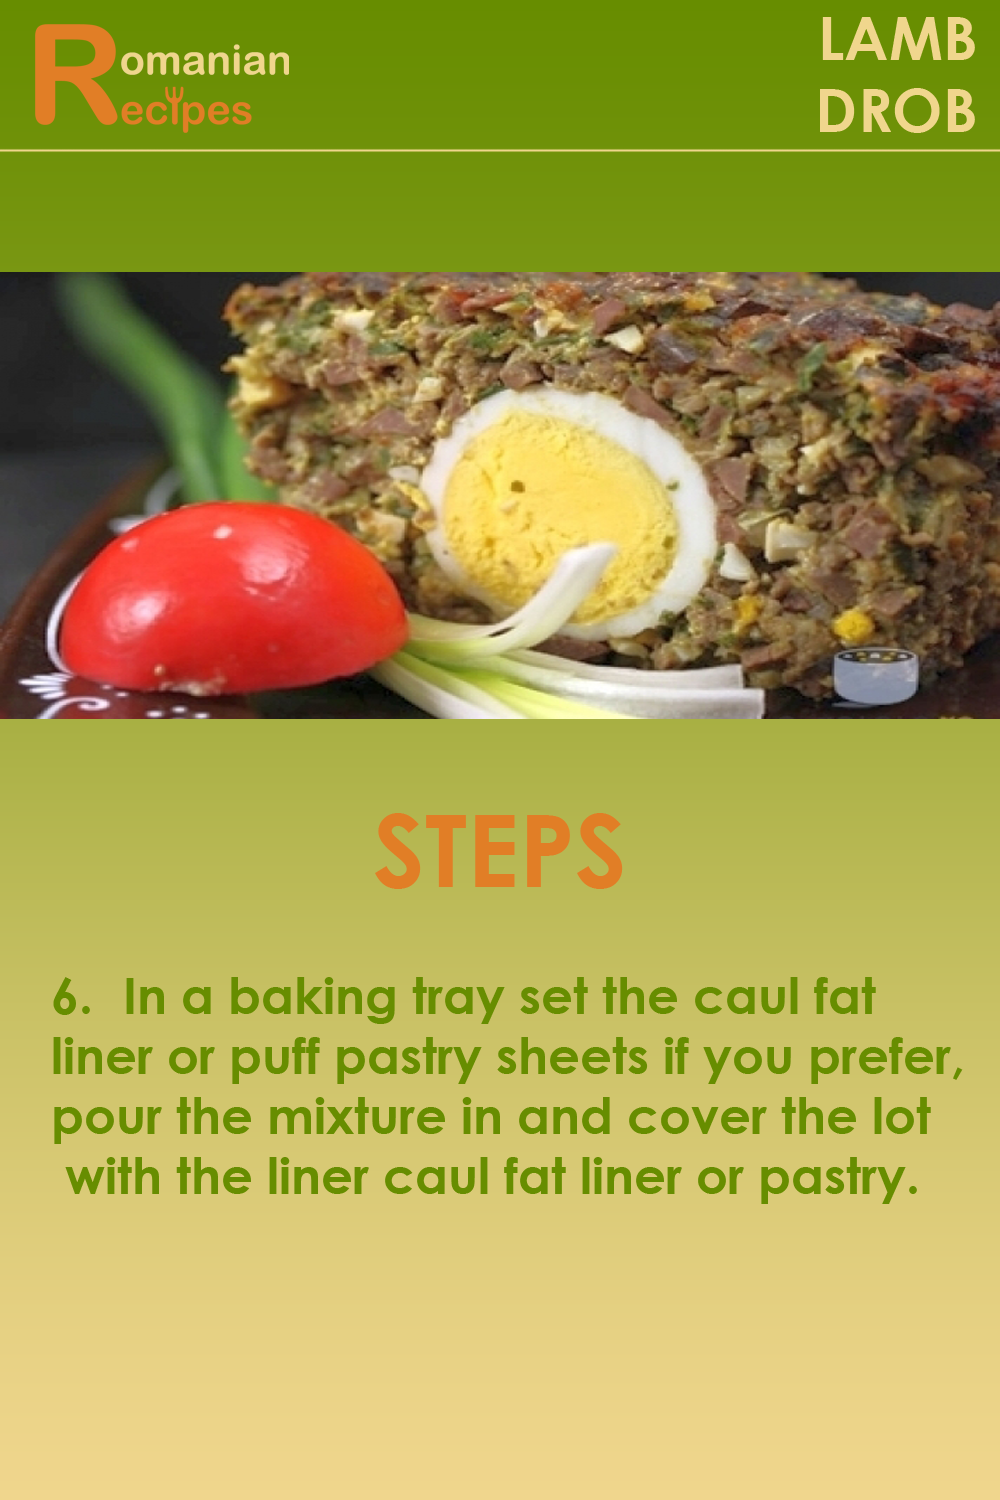 Romanian
Recipes
LAMB
DROB
STEPS
6. In a baking tray set the caul fat
liner or puff pastry sheets if you prefer,
pour the mixture in and cover the lot
with the liner caul fat liner or pastry.